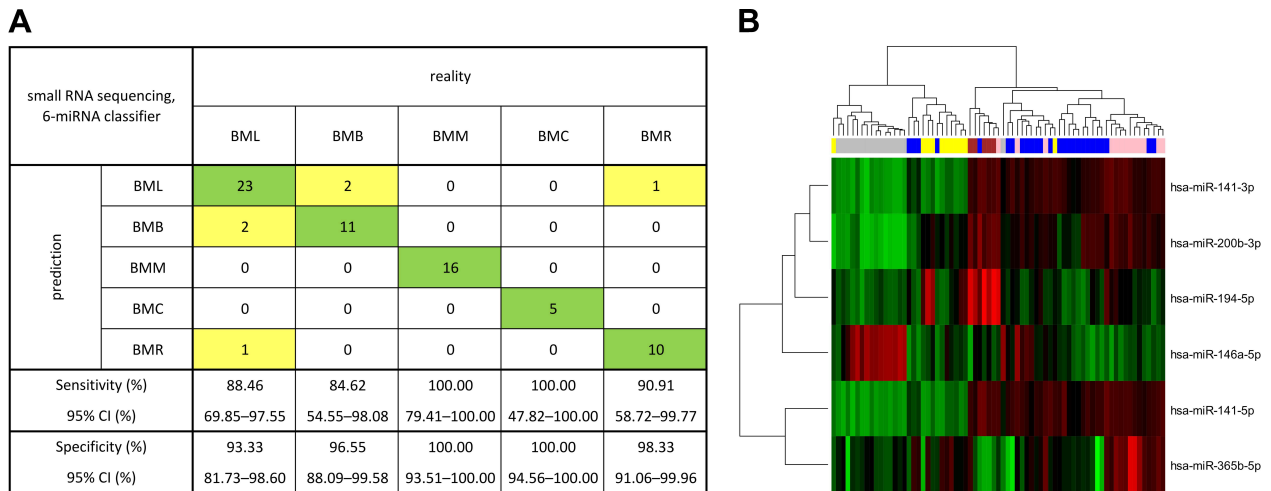 A
small RNA sequencing,
6-miRNA classifier
reality
BML BMB BMM BMC BMR
prediction
BML 23 2 0 0 1
BMB 2 11 0 0 0
BMM 0 0 16 0 0
BMC 0 0 0 5 0
BMR 1 0 0 0 10
Sensitivity (%) 88.46 84.62 100.00 100.00 90.91
95% CI (%) 69.85–97.55 54.55–98.08 79.41–100.00 47.82–100.00 58.72–99.77
Specificity (%) 93.33 96.55 100.00 100.00 98.33
95% CI (%) 81.73–98.60 88.09–99.58 93.51–100.00 94.56–100.00 91.06–99.96
B
hsa-miR-141-3p
hsa-miR-200b-3p
hsa-miR-194-5p
hsa-miR-146a-5p
hsa-miR-141-5p
hsa-miR-365b-5p